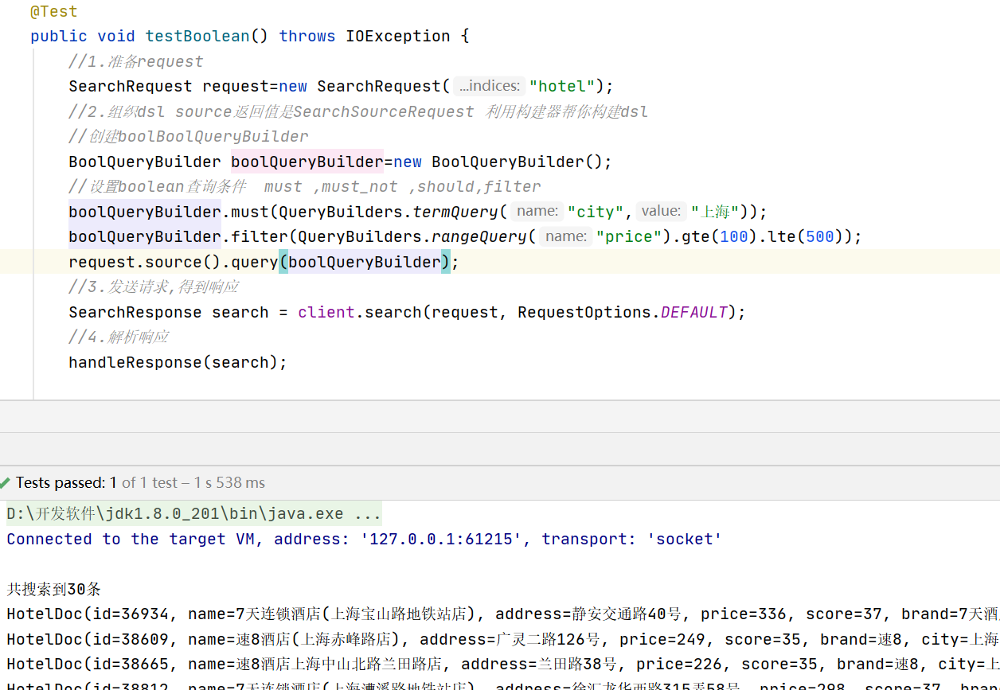 @Test
public void testBoolean() throws IOException {
//1.准备request
SearchRequest request=new SearchRequest( ...indices: "hotel");
//2.组织dsl source返回值是SearchSourceRequest 利用构建器帮你构建dsl
//创建boolBoolQueryBuilder
BoolQueryBuilder boolQueryBuilder=new BoolQueryBuilder();
//设置boolean查询条件  must ,must_not ,should,filter
boolQueryBuilder.must(QueryBuilders.termQuery( name: "city", value: "上海"));
boolQueryBuilder.filter(QueryBuilders.rangeQuery( name: "price").gte(100).lte(500));
request.source().query(boolQueryBuilder);
//3.发送请求,得到响应
SearchResponse search = client.search(request, RequestOptions.DEFAULT);
//4.解析响应
handleResponse(search);
Tests passed: 1 of 1 test – 1 s 538 ms
D:\开发软件\jdk1.8.0_201\bin\java.exe ...
Connected to the target VM, address: '127.0.0.1:61215', transport: 'socket'
共搜索到30条
HotelDoc(id=36934, name=7天连锁酒店(上海宝山路地铁站店), address=静安交通路40号, price=336, score=37, brand=7天酒
HotelDoc(id=38609, name=速8酒店(上海赤峰路店), address=广灵二路126号, price=249, score=35, brand=速8, city=上海
HotelDoc(id=38665, name=速8酒店上海中山北路兰田路店, address=兰田路38号, price=226, score=35, brand=速8, city=上
HotelDoc(id=38812, name=7天连锁酒店(上海漕溪路地铁站店), address=徐汇龙华西路315弄58号, price=298, score=37, bran